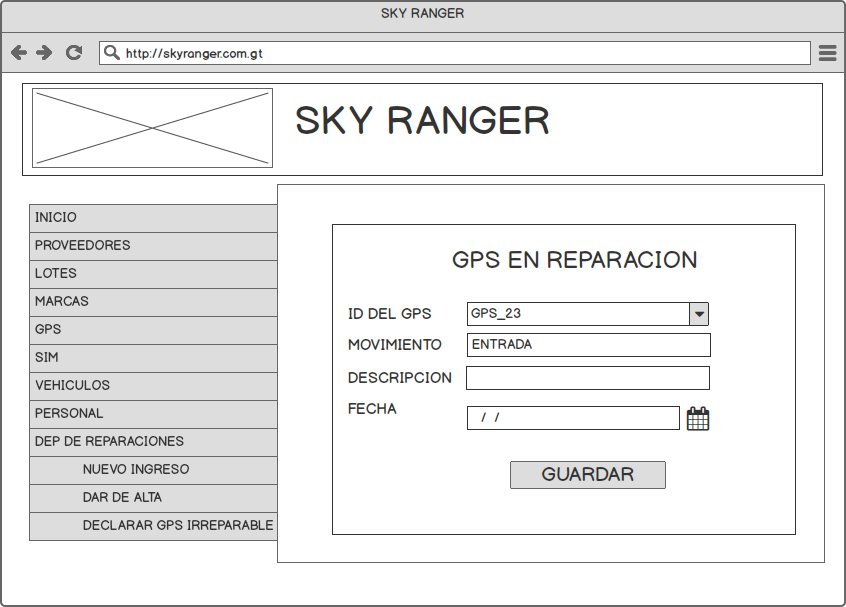 SKY RANGER
http://skyranger.com.gt
SKY RANGER
INICIO
PROVEEDORES
LOTES
MARCAS
GPS
SIM
VEHICULOS
PERSONAL
DEP DE REPARACIONES
NUEVO INGRESO
DAR DE ALTA
DECLARAR GPS IRREPARABLE
GPS EN REPARACION
ID DEL GPS GPS_23
MOVIMIENTO ENTRADA
DESCRIPCION
FECHA / /
GUARDAR